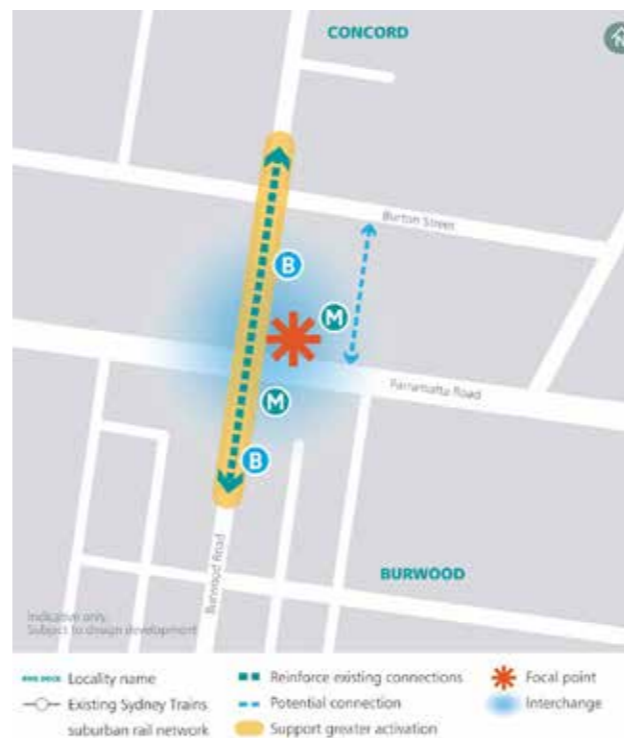 CONCORD
Burton Street
B
M
Parramatta Road
M
B
Burwood Road
BURWOOD
Indicative only.
Subject to design development
Locality name
Existing Sydney Trains
suburban rail network
Reinforce existing connections
Potential connection
Support greater activation
Focal point
Interchange